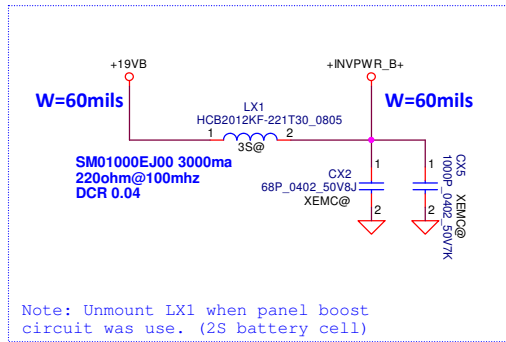 +19VB
+INVPWR_B+
W=60mils
W=60mils
LX1
HCB2012KF-221T30_0805
1
2
3S@
SM01000EJ00 3000ma
220ohm@100mhz
DCR 0.04
1
CX2
68P_0402_50V8J
XEMC@
2
1
CX5
1000P_0402_50V7K
XEMC@
2
Note: Unmount LX1 when panel boost
circuit was use. (2S battery cell)